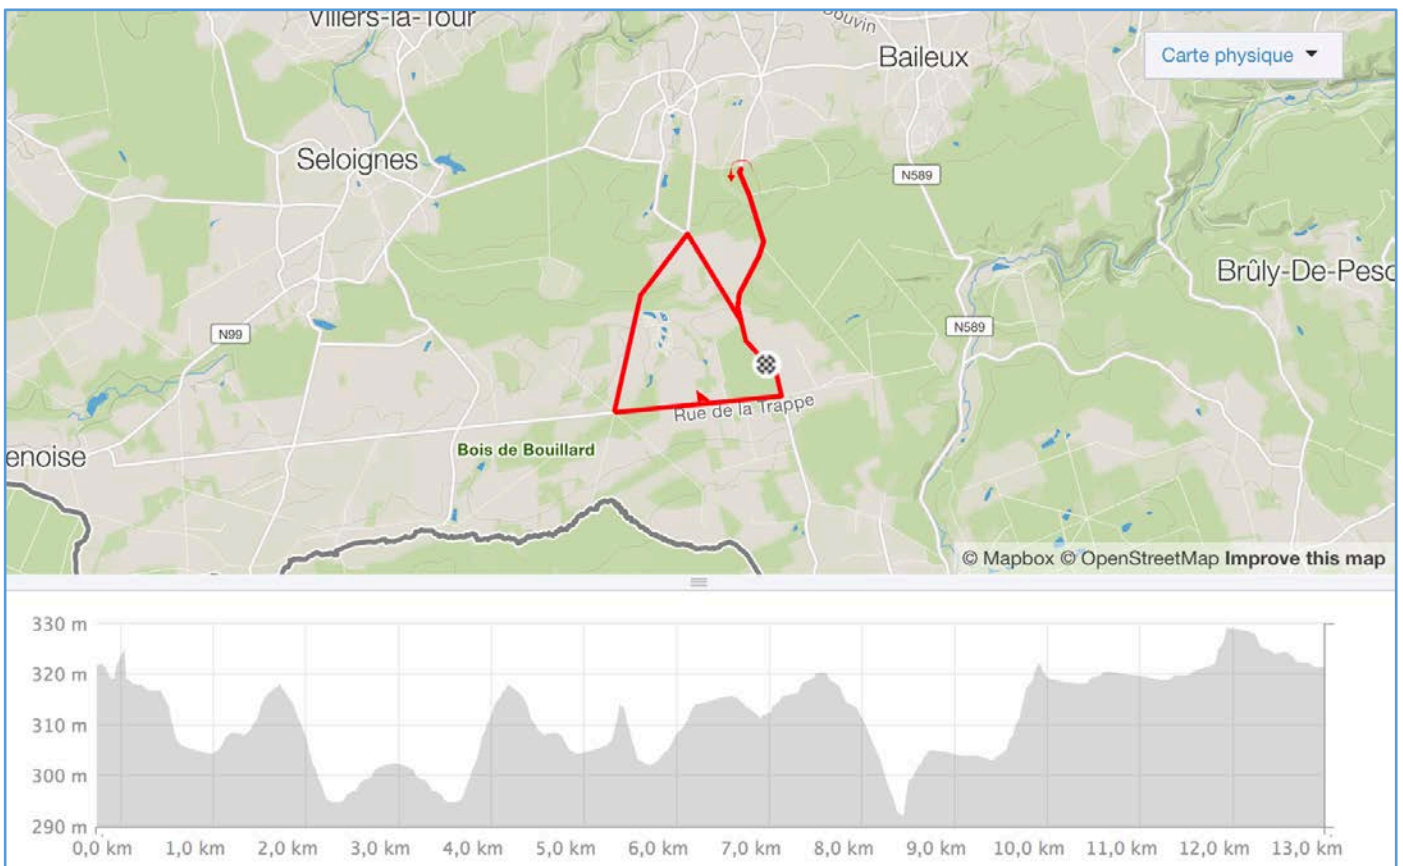 Villers-la-Tour
Couvin
Baileux
Carte physique
Seloignes
N589
Brûly-De-Pesc
N99
N589
Rue de la Trappe
enoise
Bois de Bouillard
© Mapbox © OpenStreetMap Improve this map
330 m
320 m
310 m
300 m
290 m
0,0 km 1,0 km 2,0 km 3,0 km 4,0 km 5,0 km 6,0 km 7,0 km 8,0 km 9,0 km 10,0 km 11,0 km 12,0 km 13,0 km